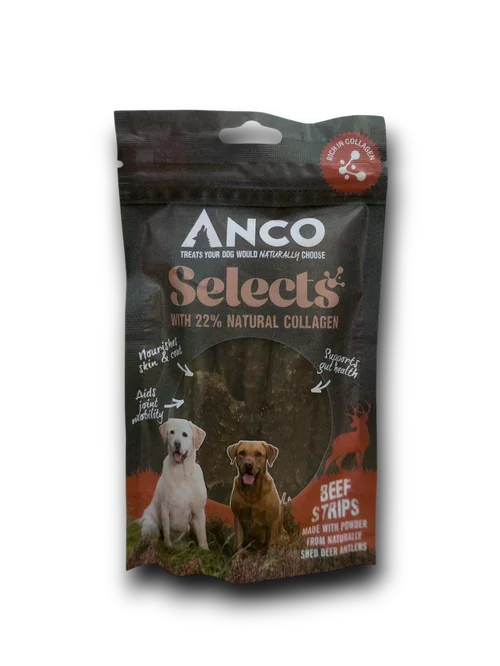 RICH IN COLLAGEN
ANCO
TREATS YOUR DOG WOULD NATURALLY CHOOSE
Selects
WITH 22% NATURAL COLLAGEN
Nourishes
skin & coat
Supports
gut health
Aids
joint
mobility
BEEF
STRIPS
MADE WITH POWDER
FROM NATURALLY
SHED DEER ANTLERS